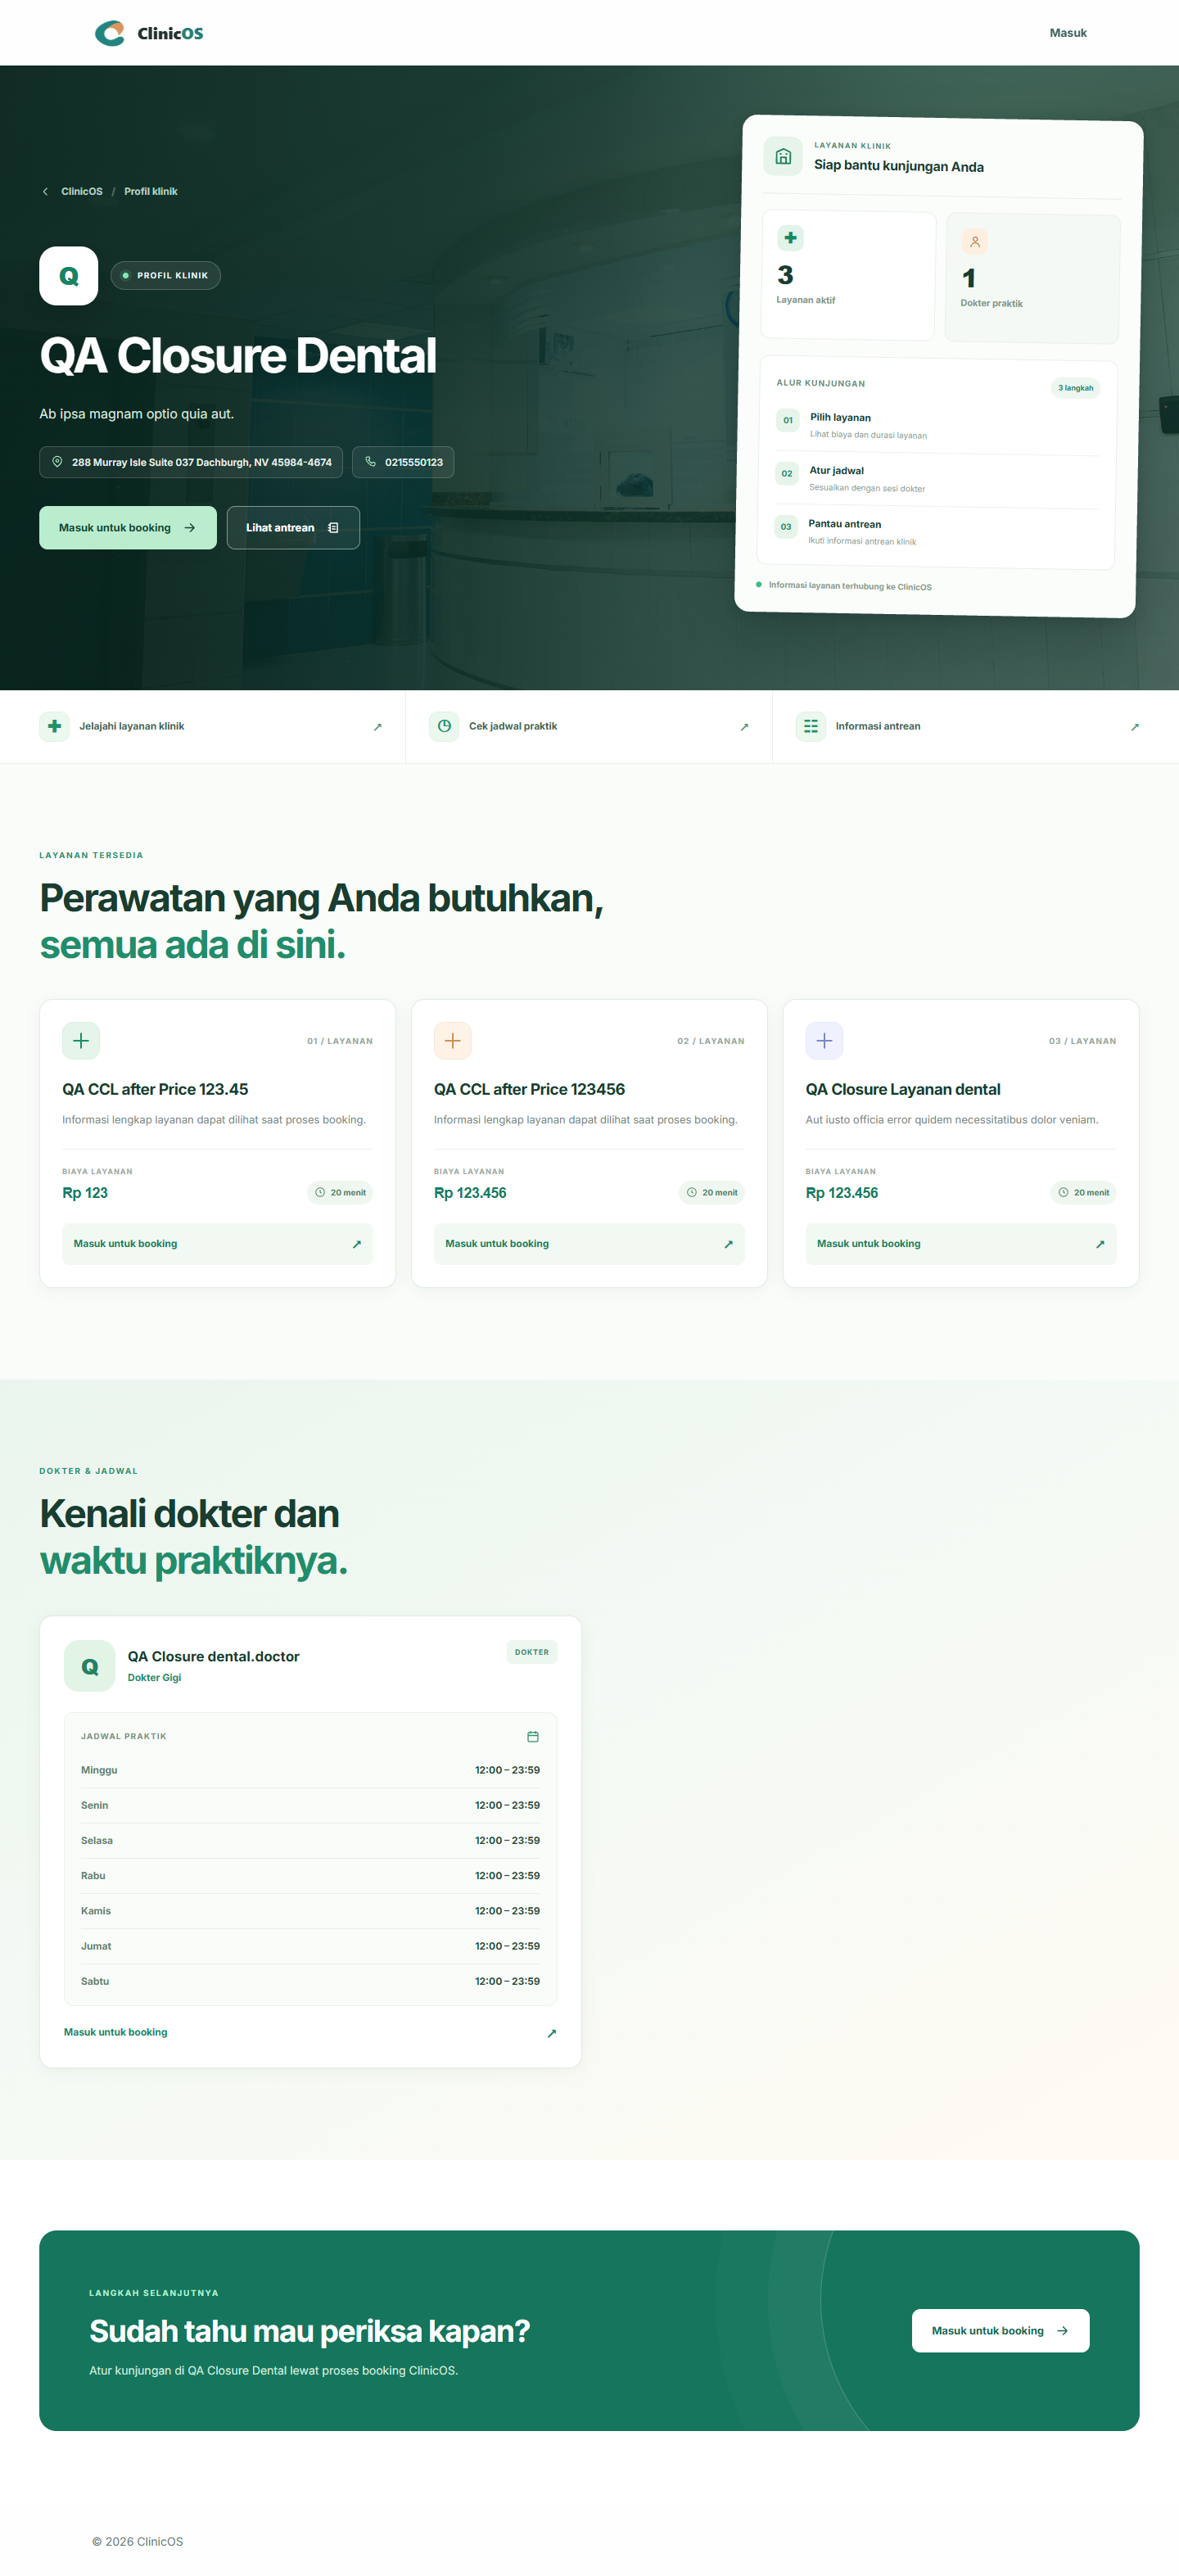 ClinicOS
Masuk
ClinicOS / Profil klinik
Q
PROFIL KLINIK
QA Closure Dental
Ab ipsa magnam optio quia aut.
288 Murray Isle Suite 037 Dachburgh, NV 45984-4674
0215550123
Masuk untuk booking
Lihat antrean
LAYANAN KLINIK
Siap bantu kunjungan Anda
3
Layanan aktif
1
Dokter praktik
ALUR KUNJUNGAN
3 langkah
01
Pilih layanan
Lihat biaya dan durasi layanan
02
Atur jadwal
Sesuaikan dengan sesi dokter
03
Pantau antrean
Ikuti informasi antrean klinik
Informasi layanan terhubung ke ClinicOS
Jelajahi layanan klinik
Cek jadwal praktik
Informasi antrean
LAYANAN TERSEDIA
Perawatan yang Anda butuhkan,
semua ada di sini.
01 / LAYANAN
QA CCL after Price 123.45
Informasi lengkap layanan dapat dilihat saat proses booking.
BIAYA LAYANAN
Rp 123
20 menit
Masuk untuk booking
02 / LAYANAN
QA CCL after Price 123456
Informasi lengkap layanan dapat dilihat saat proses booking.
BIAYA LAYANAN
Rp 123.456
20 menit
Masuk untuk booking
03 / LAYANAN
QA Closure Layanan dental
Aut iusto officia error quidem necessitatibus dolor veniam.
BIAYA LAYANAN
Rp 123.456
20 menit
Masuk untuk booking
DOKTER & JADWAL
Kenali dokter dan
waktu praktiknya.
Q
QA Closure dental.doctor
Dokter Gigi
DOKTER
JADWAL PRAKTIK
Minggu 12:00 – 23:59
Senin 12:00 – 23:59
Selasa 12:00 – 23:59
Rabu 12:00 – 23:59
Kamis 12:00 – 23:59
Jumat 12:00 – 23:59
Sabtu 12:00 – 23:59
Masuk untuk booking
LANGKAH SELANJUTNYA
Sudah tahu mau periksa kapan?
Atur kunjungan di QA Closure Dental lewat proses booking ClinicOS.
Masuk untuk booking
© 2026 ClinicOS